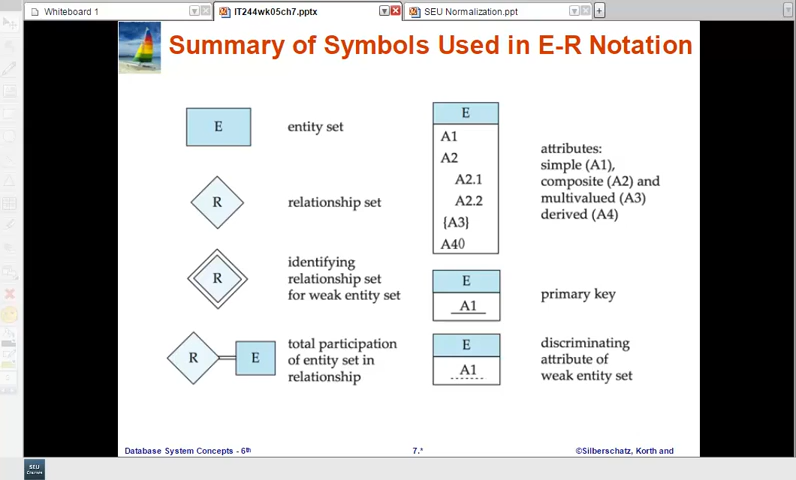 Whiteboard 1
IT244wk05ch7.pptx
SEU Normalization.ppt
Summary of Symbols Used in E-R Notation
E
entity set
R
relationship set
R
identifying
relationship set
for weak entity set
R
E
total participation
of entity set in
relationship
E
A1
A2
A2.1
A2.2
{A3}
A4()
attributes:
simple (A1),
composite (A2) and
multivalued (A3)
derived (A4)
E
A1
primary key
E
A1
discriminating
attribute of
weak entity set
Database System Concepts - 6th
7.*
©Silberschatz, Korth and
SEU